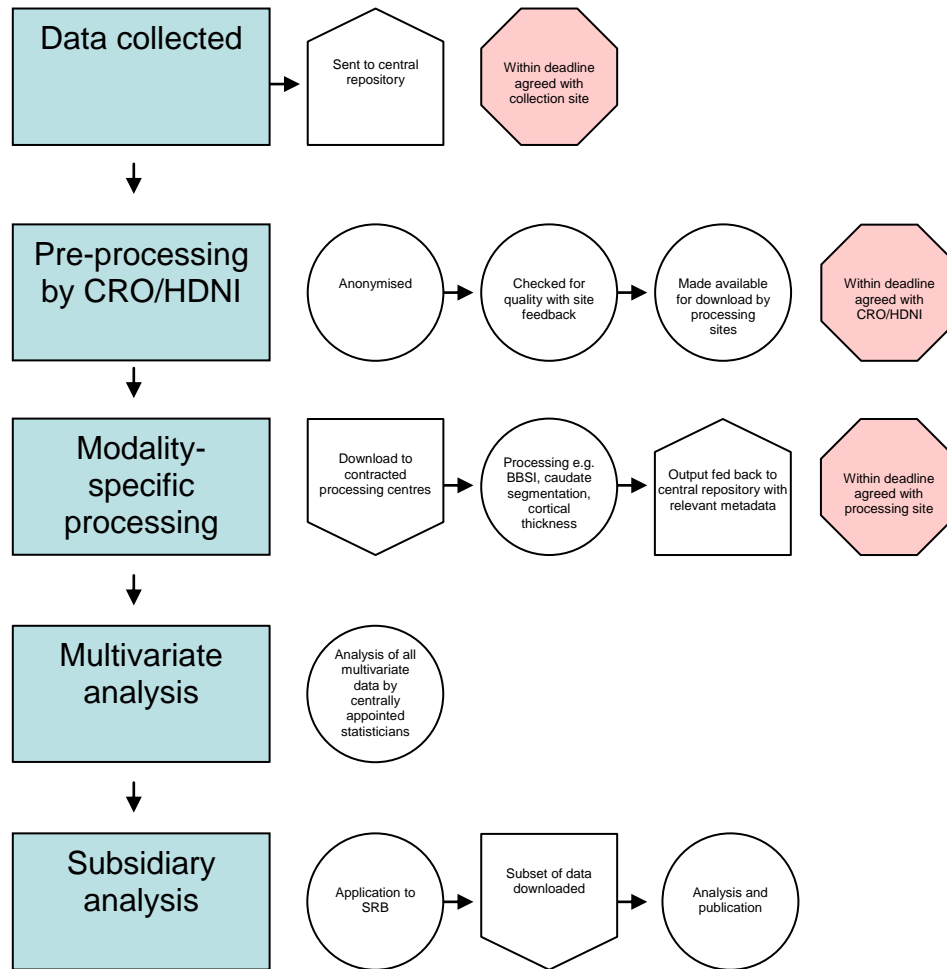 Data collected
Sent to central
repository
Within deadline
agreed with
collection site
Pre-processing
by CRO/HDNI
Anonymised
Checked for
quality with site
feedback
Made available
for download by
processing
sites
Within deadline
agreed with
CRO/HDNI
Modality-
specific
processing
Download to
contracted
processing centres
Processing e.g.
BBSI, caudate
segmentation,
cortical
thickness
Output fed back to
central repository with
relevant metadata
Within deadline
agreed with
processing site
Multivariate
analysis
Analysis of all
multivariate
data by
centrally
appointed
statisticians
Subsidiary
analysis
Application to
SRB
Subset of data
downloaded
Analysis and
publication